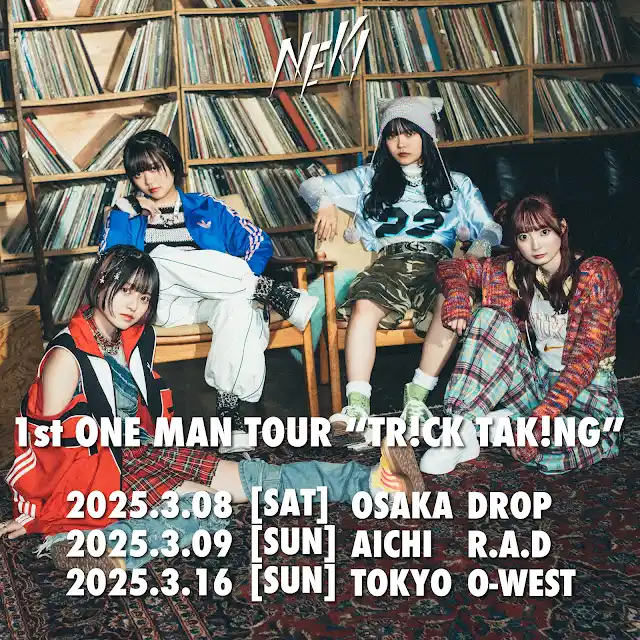 NEK!
1st ONE MAN TOUR "TR!CK TAK!NG"
2025.3.08 [SAT] OSAKA DROP
2025.3.09 [SUN] AICHI R.A.D
2025.3.16 [SUN] TOKYO O-WEST
22